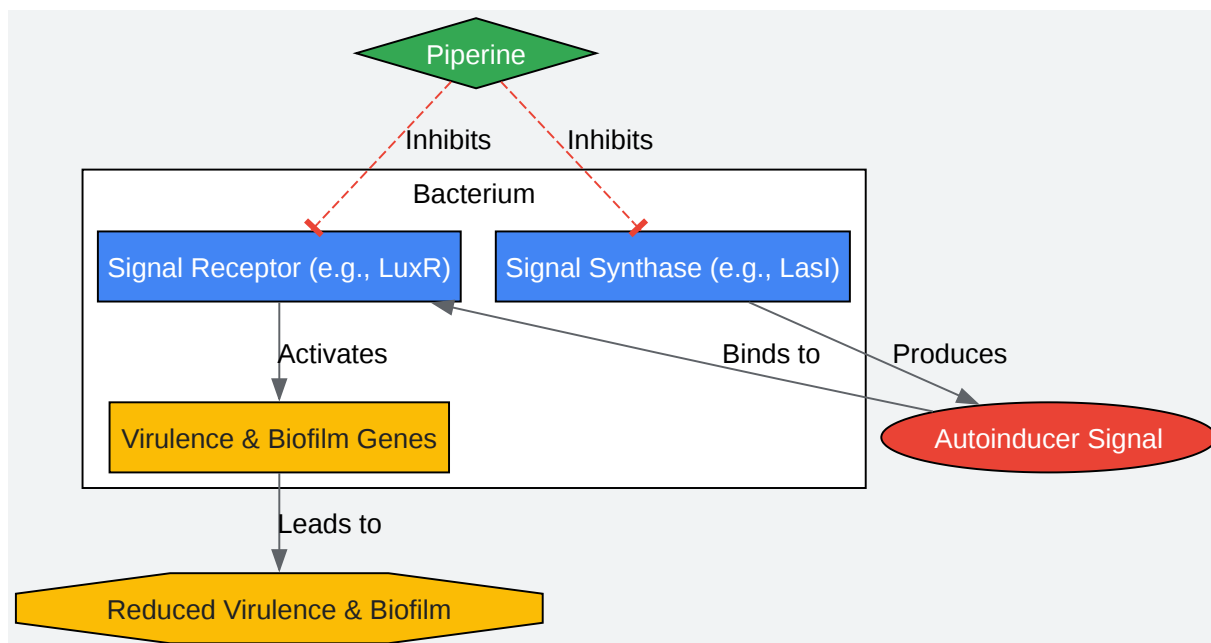 Piperine
Inhibits
Inhibits
Bacterium
Signal Receptor (e.g., LuxR)
Signal Synthase (e.g., LasI)
Activates
Binds to
Produces
Virulence & Biofilm Genes
Autoinducer Signal
Leads to
Reduced Virulence & Biofilm